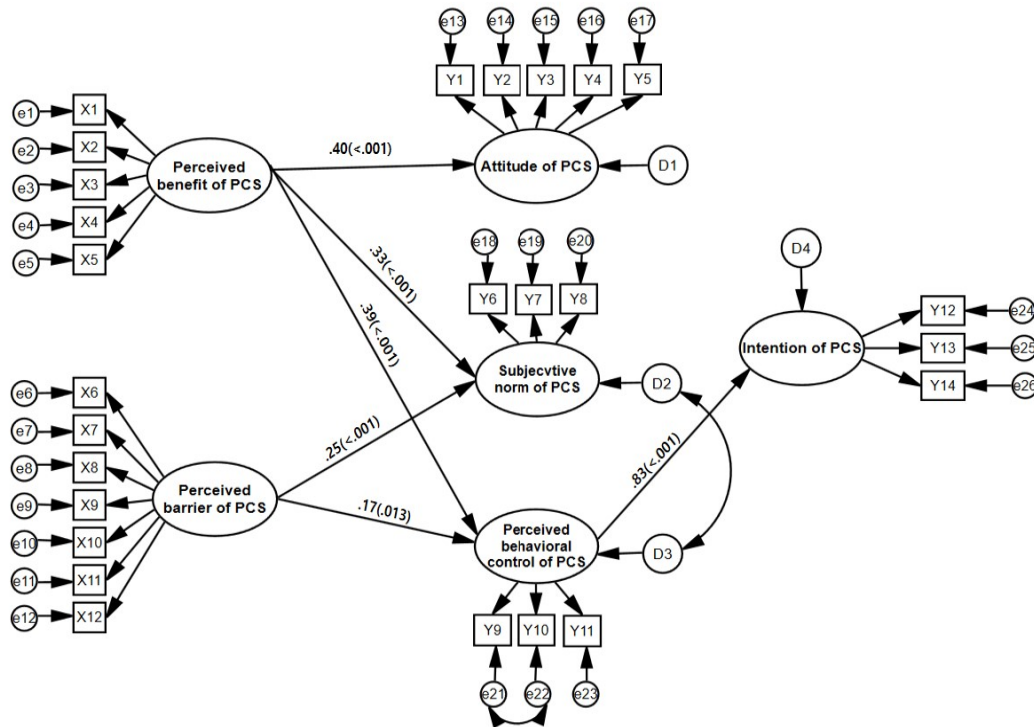 e13
e14
e15
e16
e17
Y1
Y2
Y3
Y4
Y5
e1
X1
e2
X2
e3
X3
e4
X4
e5
X5
Perceived
benefit of PCS
.40(<.001)
Attitude of PCS
D1
.33(<.001)
.39(<.001)
e18
e19
e20
Y6
Y7
Y8
Subjecvtive
norm of PCS
D2
D4
Intention of PCS
Y12
e24
Y13
e25
Y14
e26
e6
X6
e7
X7
e8
X8
e9
X9
e10
X10
e11
X11
e12
X12
Perceived
barrier of PCS
.25(<.001)
.17(.013)
.83(<.001)
Perceived
behavioral
control of PCS
D3
Y9
Y10
Y11
e21
e22
e23